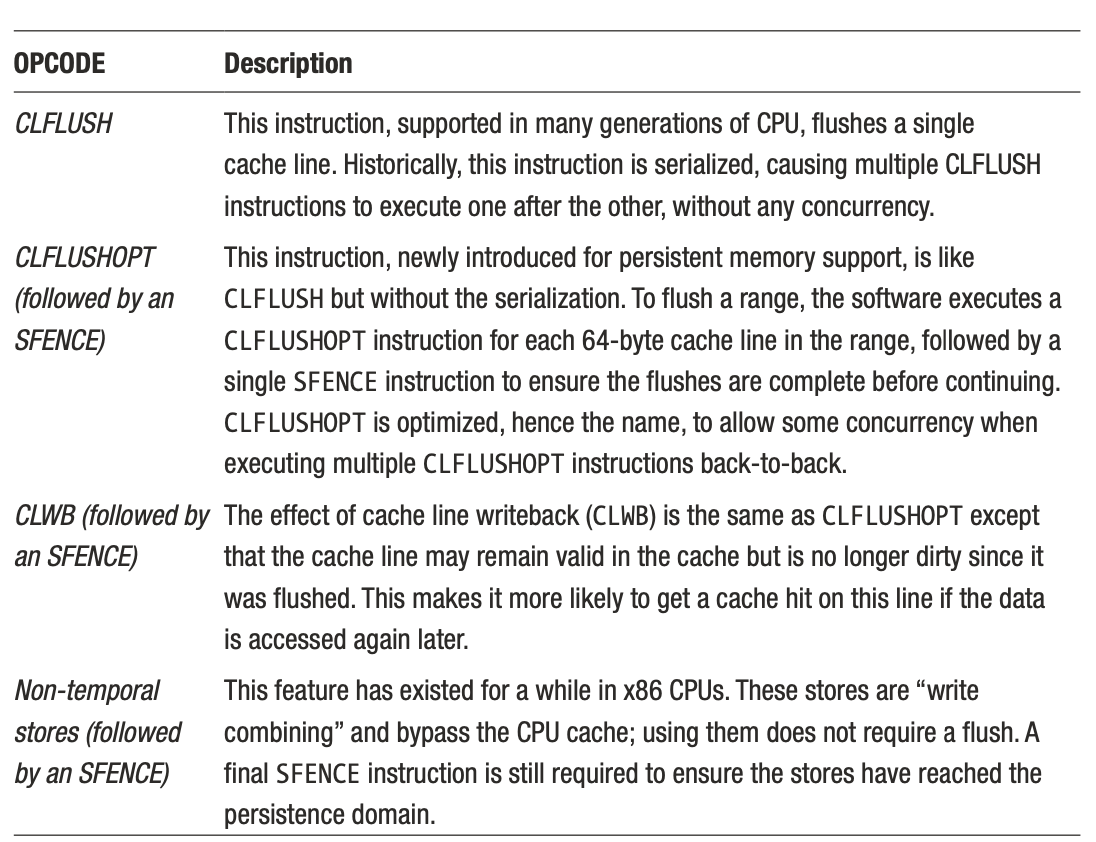 OPCODE Description
CLFLUSH This instruction, supported in many generations of CPU, flushes a single
cache line. Historically, this instruction is serialized, causing multiple CLFLUSH
instructions to execute one after the other, without any concurrency.
CLFLUSHOPT This instruction, newly introduced for persistent memory support, is like
(followed by an CLFLUSH but without the serialization. To flush a range, the software executes a
SFENCE) CLFLUSHOPT instruction for each 64-byte cache line in the range, followed by a
single SFENCE instruction to ensure the flushes are complete before continuing.
CLFLUSHOPT is optimized, hence the name, to allow some concurrency when
executing multiple CLFLUSHOPT instructions back-to-back.
CLWB (followed by The effect of cache line writeback (CLWB) is the same as CLFLUSHOPT except
an SFENCE) that the cache line may remain valid in the cache but is no longer dirty since it
was flushed. This makes it more likely to get a cache hit on this line if the data
is accessed again later.
Non-temporal This feature has existed for a while in x86 CPUs. These stores are “write
stores (followed combining” and bypass the CPU cache; using them does not require a flush. A
by an SFENCE) final SFENCE instruction is still required to ensure the stores have reached the
persistence domain.